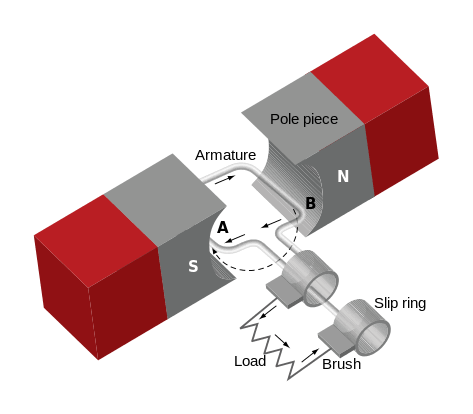 Pole piece
Armature
N
B
A
S
Slip ring
Load
Brush